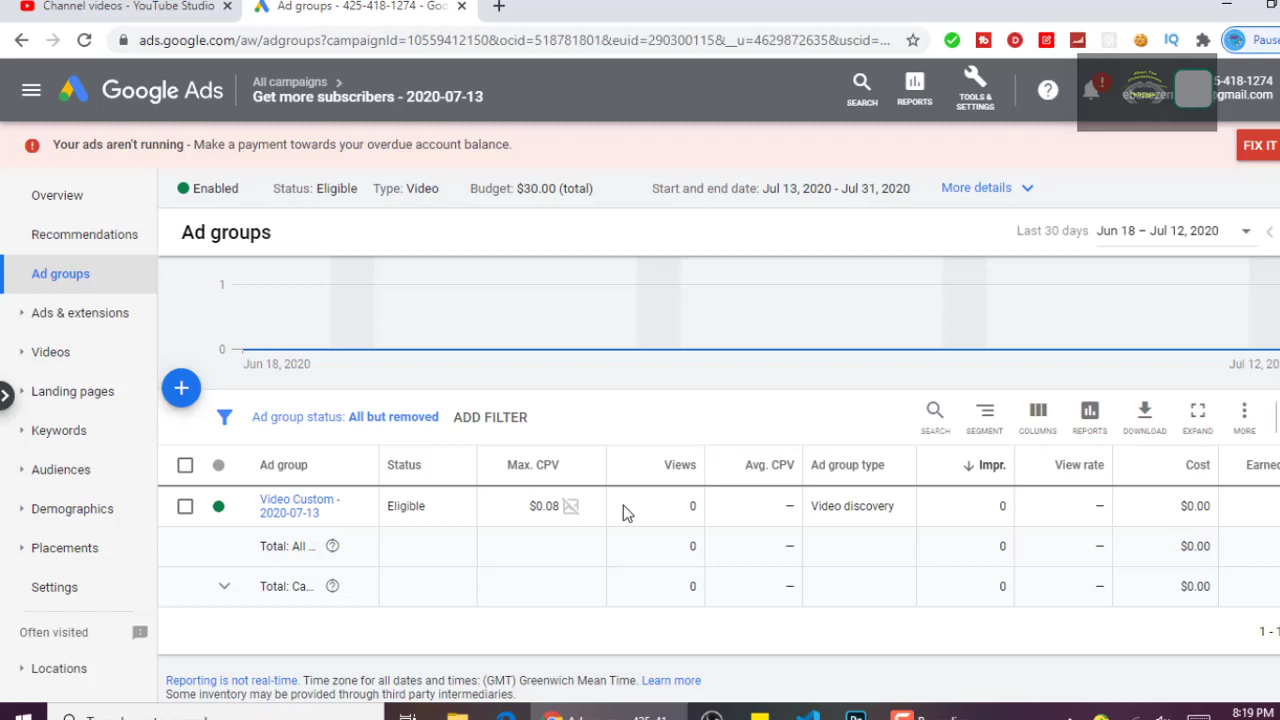 Channel videos - YouTube Studio
Ad groups - 425-418-1274 - Goo
ads.google.com/aw/adgroups?campaignId=10559412150&ocid=518781801&euid=290300115&__u=4629872635&uscid=...
IQ
Pause
Google Ads
All campaigns >
Get more subscribers - 2020-07-13
SEARCH
REPORTS
TOOLS &
SETTINGS
5-418-1274
gmail.com
Your ads aren't running - Make a payment towards your overdue account balance.
FIX IT
Enabled Status: Eligible Type: Video Budget: $30.00 (total) Start and end date: Jul 13, 2020 - Jul 31, 2020 More details
Overview
Recommendations
Ad groups
Ads & extensions
Videos
Landing pages
Keywords
Audiences
Demographics
Placements
Settings
Often visited
Locations
Ad groups
Last 30 days Jun 18 – Jul 12, 2020
1
0
Jun 18, 2020
Jul 12, 20
Ad group status: All but removed ADD FILTER
SEARCH SEGMENT COLUMNS REPORTS DOWNLOAD EXPAND MORE
Ad group Status Max. CPV Views Avg. CPV Ad group type Impr. View rate Cost Earned
Video Custom -
2020-07-13
Eligible $0.08 0 – Video discovery 0 – $0.00
Total: All ... 0 – 0 – $0.00
Total: Ca... 0 – 0 – $0.00
1 - 1
Reporting is not real-time. Time zone for all dates and times: (GMT) Greenwich Mean Time. Learn more
Some inventory may be provided through third party intermediaries.
8:19 PM